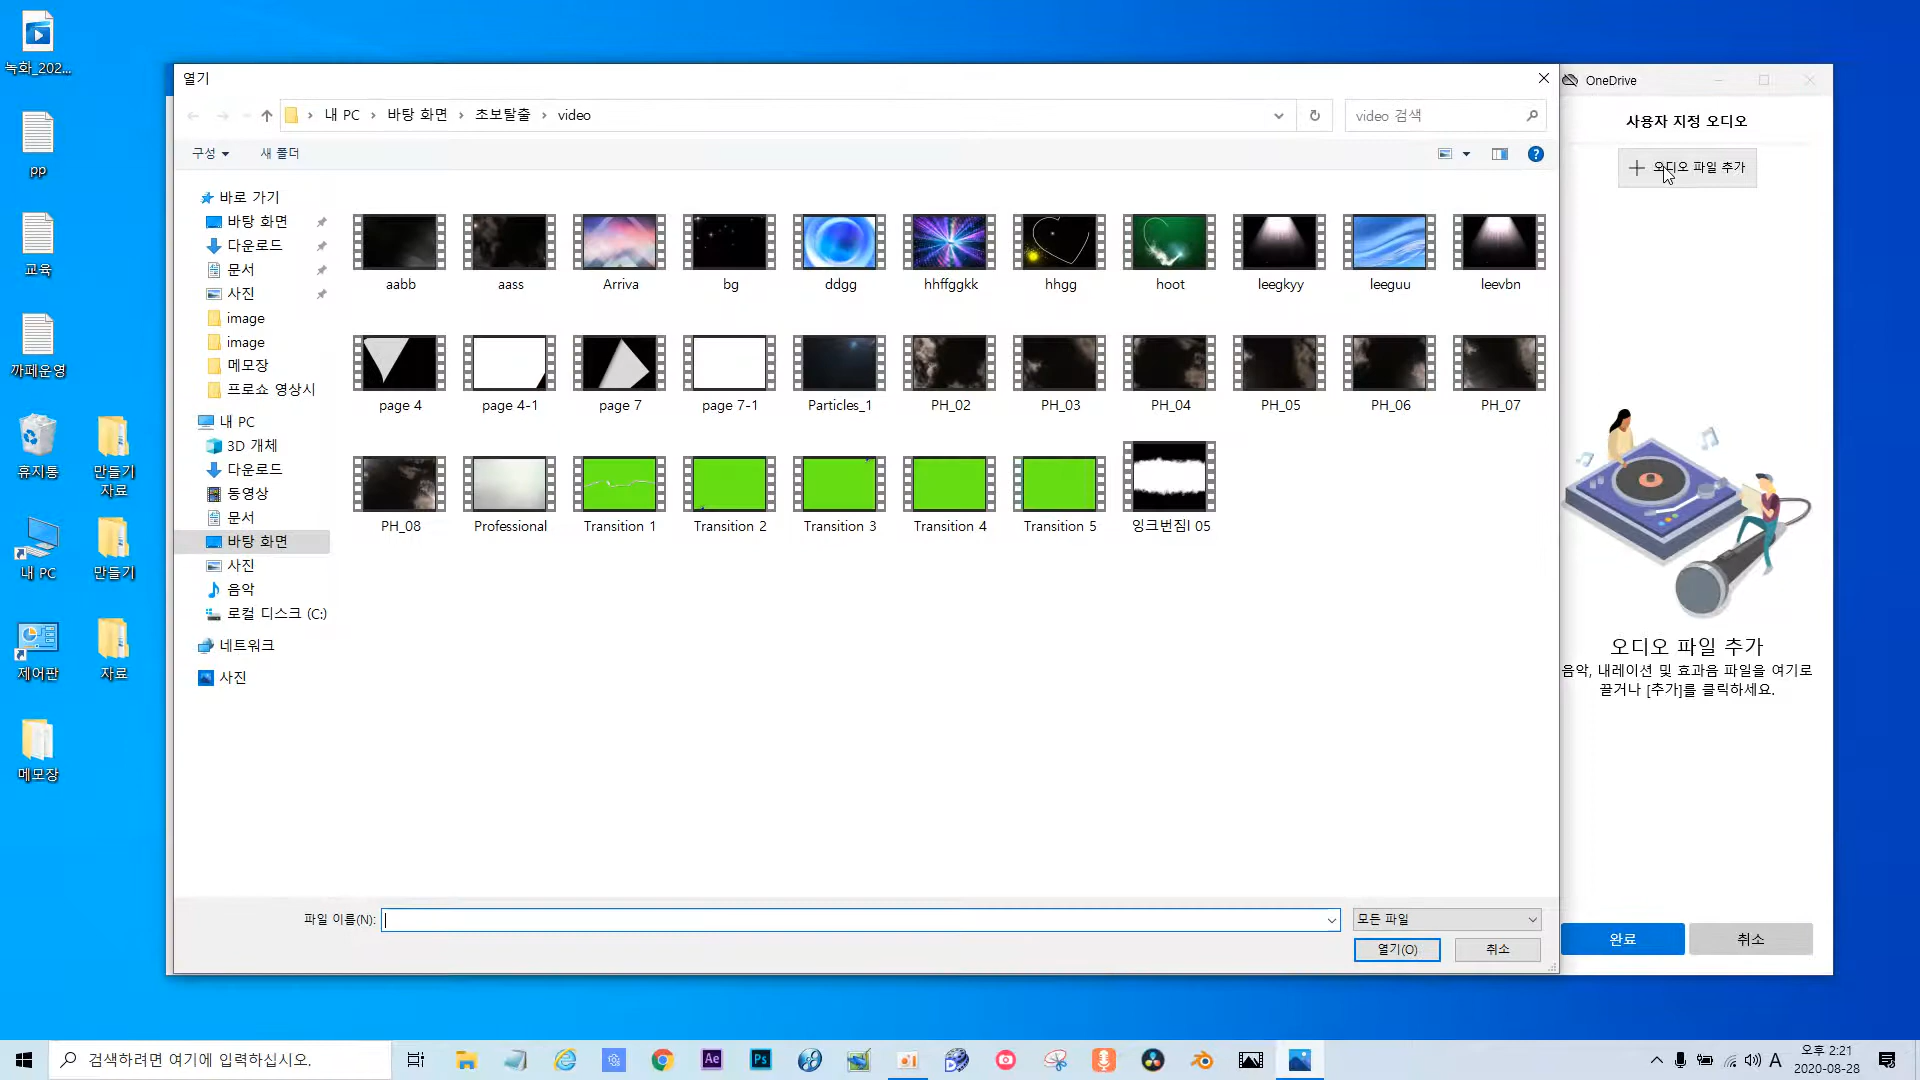 녹화_202...
pp
교육
까페운영
휴지통
만들기
자료
내 PC
만들기
제어판
자료
메모장
열기
내 PC
바탕 화면
초보탈출
video
video 검색
구성
새 폴더
바로 가기
바탕 화면
다운로드
문서
사진
image
image
메모장
프로쇼 영상시
내 PC
3D 개체
다운로드
동영상
문서
바탕 화면
사진
음악
로컬 디스크 (C:)
네트워크
사진
aabb
aass
Arriva
bg
ddgg
hhffggkk
hhgg
hoot
leegkyy
leeguu
leevbn
page 4
page 4-1
page 7
page 7-1
Particles_1
PH_02
PH_03
PH_04
PH_05
PH_06
PH_07
PH_08
Professional
Transition 1
Transition 2
Transition 3
Transition 4
Transition 5
잉크번짐l 05
파일 이름(N):
모든 파일
열기(O)
취소
OneDrive
사용자 지정 오디오
오디오 파일 추가
오디오 파일 추가
음악, 내레이션 및 효과음 파일을 여기로
끌거나 [추가]를 클릭하세요.
완료
취소
검색하려면 여기에 입력하십시오.
Ae
Ps
A
오후 2:21
2020-08-28